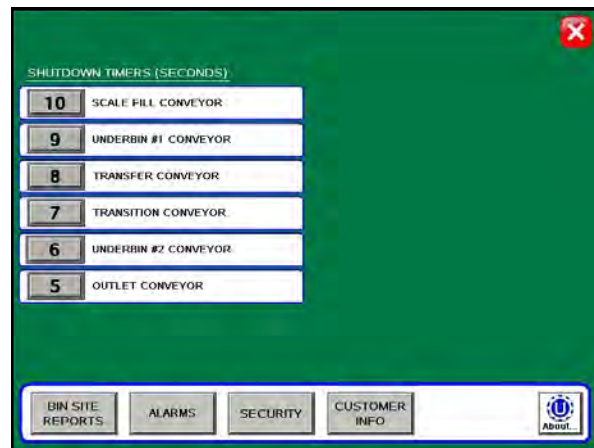 SHUTDOWN TIMERS (SECONDS)
10 SCALE FILL CONVEYOR
9 UNDERBIN #1 CONVEYOR
8 TRANSFER CONVEYOR
7 TRANSITION CONVEYOR
6 UNDERBIN #2 CONVEYOR
5 OUTLET CONVEYOR
BIN SITE
REPORTS
ALARMS
SECURITY
CUSTOMER
INFO
U
About...